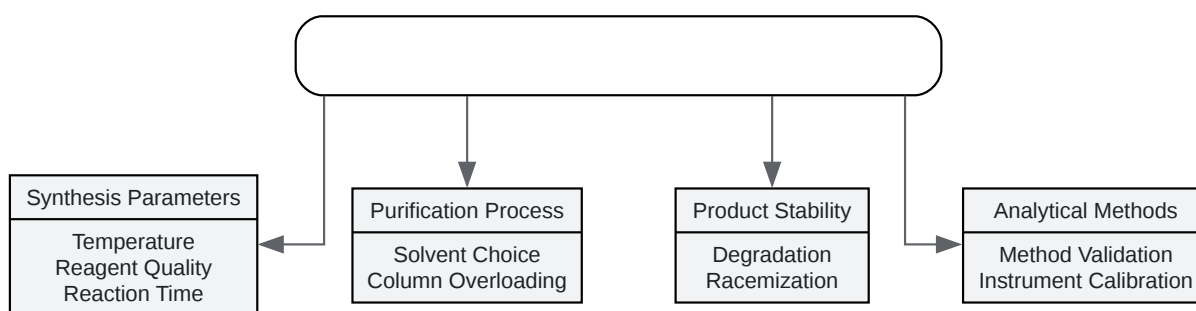 Synthesis Parameters
Temperature
Reagent Quality
Reaction Time
Purification Process
Solvent Choice
Column Overloading
Product Stability
Degradation
Racemization
Analytical Methods
Method Validation
Instrument Calibration